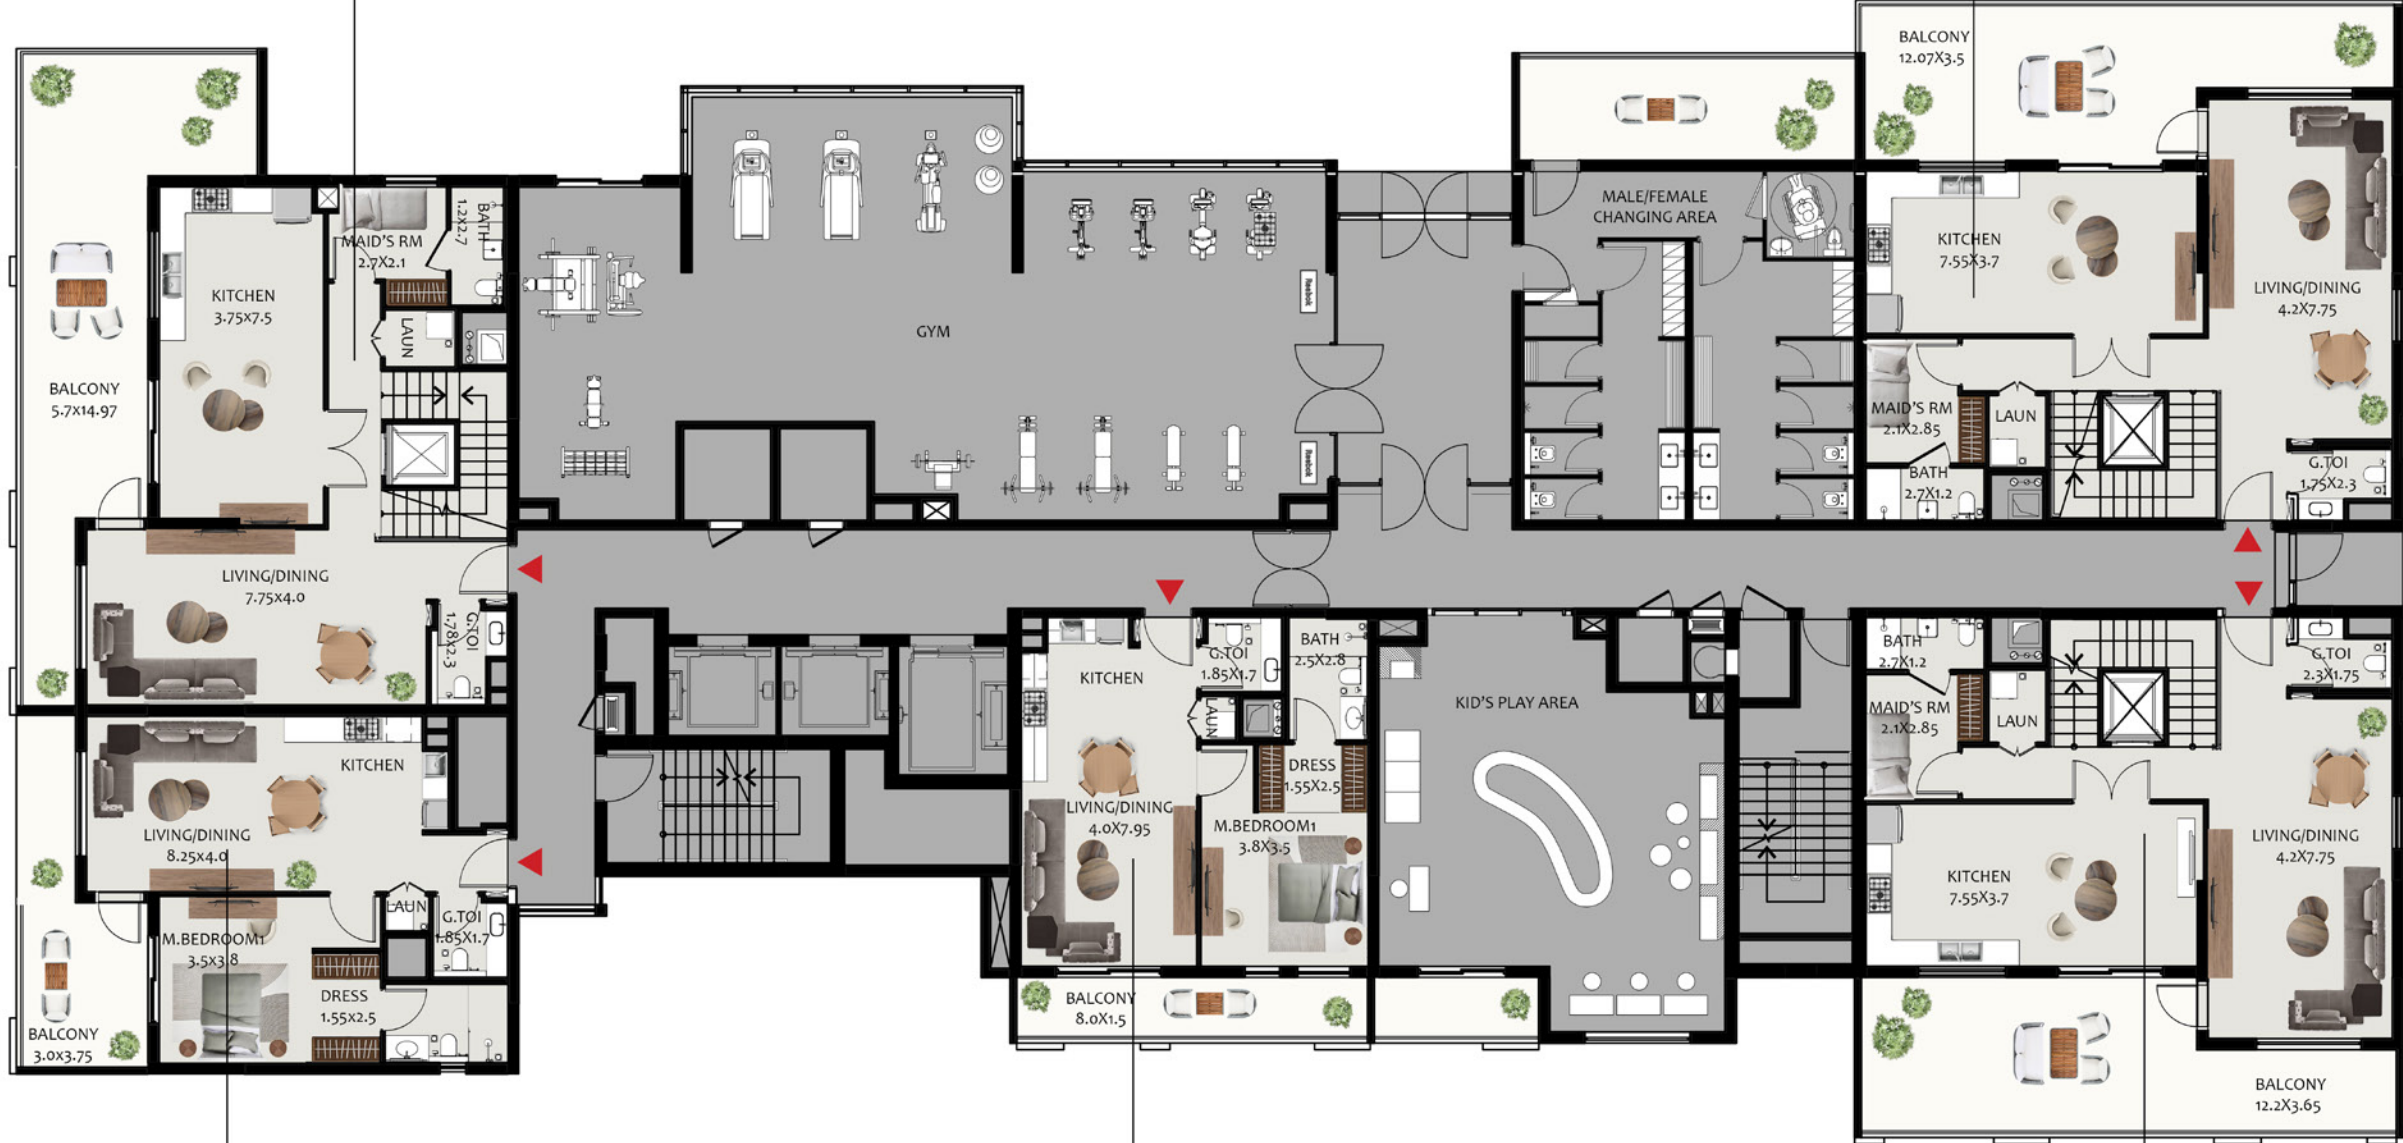 BALCONY
5.7X14.97
KITCHEN
3.75X7.5
MAID'S RM
2.7X2.1
BATH
1.2X2.7
LAUN
LIVING/DINING
7.75X4.0
G.TOI
1.78X2.3
GYM
Reebok
Reebok
MALE/FEMALE
CHANGING AREA
BALCONY
12.07X3.5
KITCHEN
7.55X3.7
LIVING/DINING
4.2X7.75
MAID'S RM
2.1X2.85
LAUN
BATH
2.7X1.2
G.TOI
1.75X2.3
KITCHEN
LIVING/DINING
8.25X4.0
LAUN
G.TOI
1.85X1.7
M.BEDROOM1
3.5X3.8
DRESS
1.55X2.5
BALCONY
3.0X3.75
KITCHEN
G.TOI
1.85X1.7
BATH
2.5X2.8
LAUN
DRESS
1.55X2.5
LIVING/DINING
4.0X7.95
M.BEDROOM1
3.8X3.5
BALCONY
8.0X1.5
KID'S PLAY AREA
BATH
2.7X1.2
G.TOI
2.3X1.75
MAID'S RM
2.1X2.85
LAUN
LIVING/DINING
4.2X7.75
KITCHEN
7.55X3.7
BALCONY
12.2X3.65